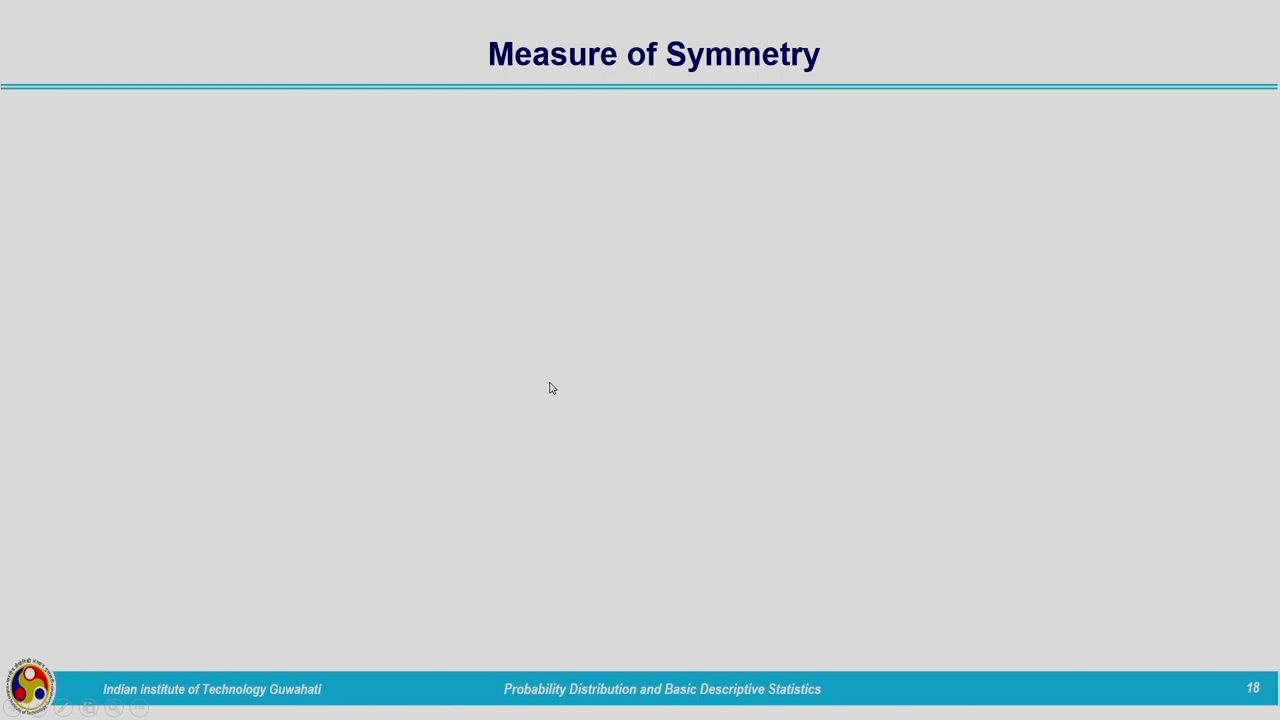 Measure of Symmetry
Indian institute of Technology Guwahati
Probability Distribution and Basic Descriptive Statistics
18